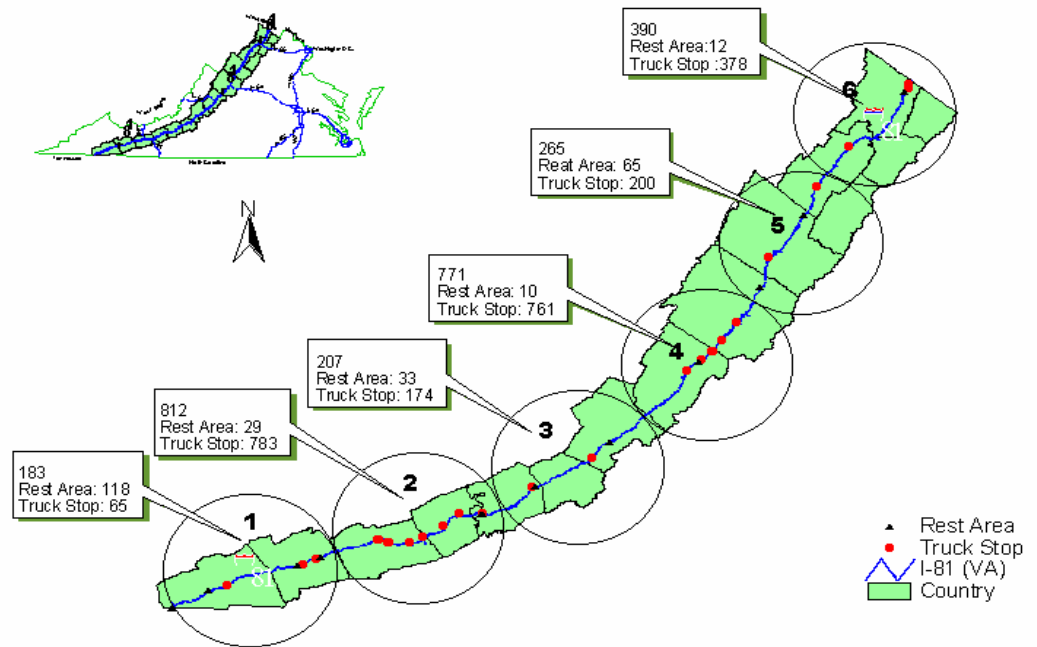 390
Rest Area:12
Truck Stop :378
6
81
265
Reat Area: 65
Truck Stop: 200
5
N
771
Rest Area: 10
Truck Stop: 761
4
207
Rest Area: 33
Truck Stop: 174
3
812
Rest Area: 29
Truck Stop: 783
2
183
Rest Area: 118
Truck Stop: 65
1
81
Rest Area
Truck Stop
I-81 (VA)
Country